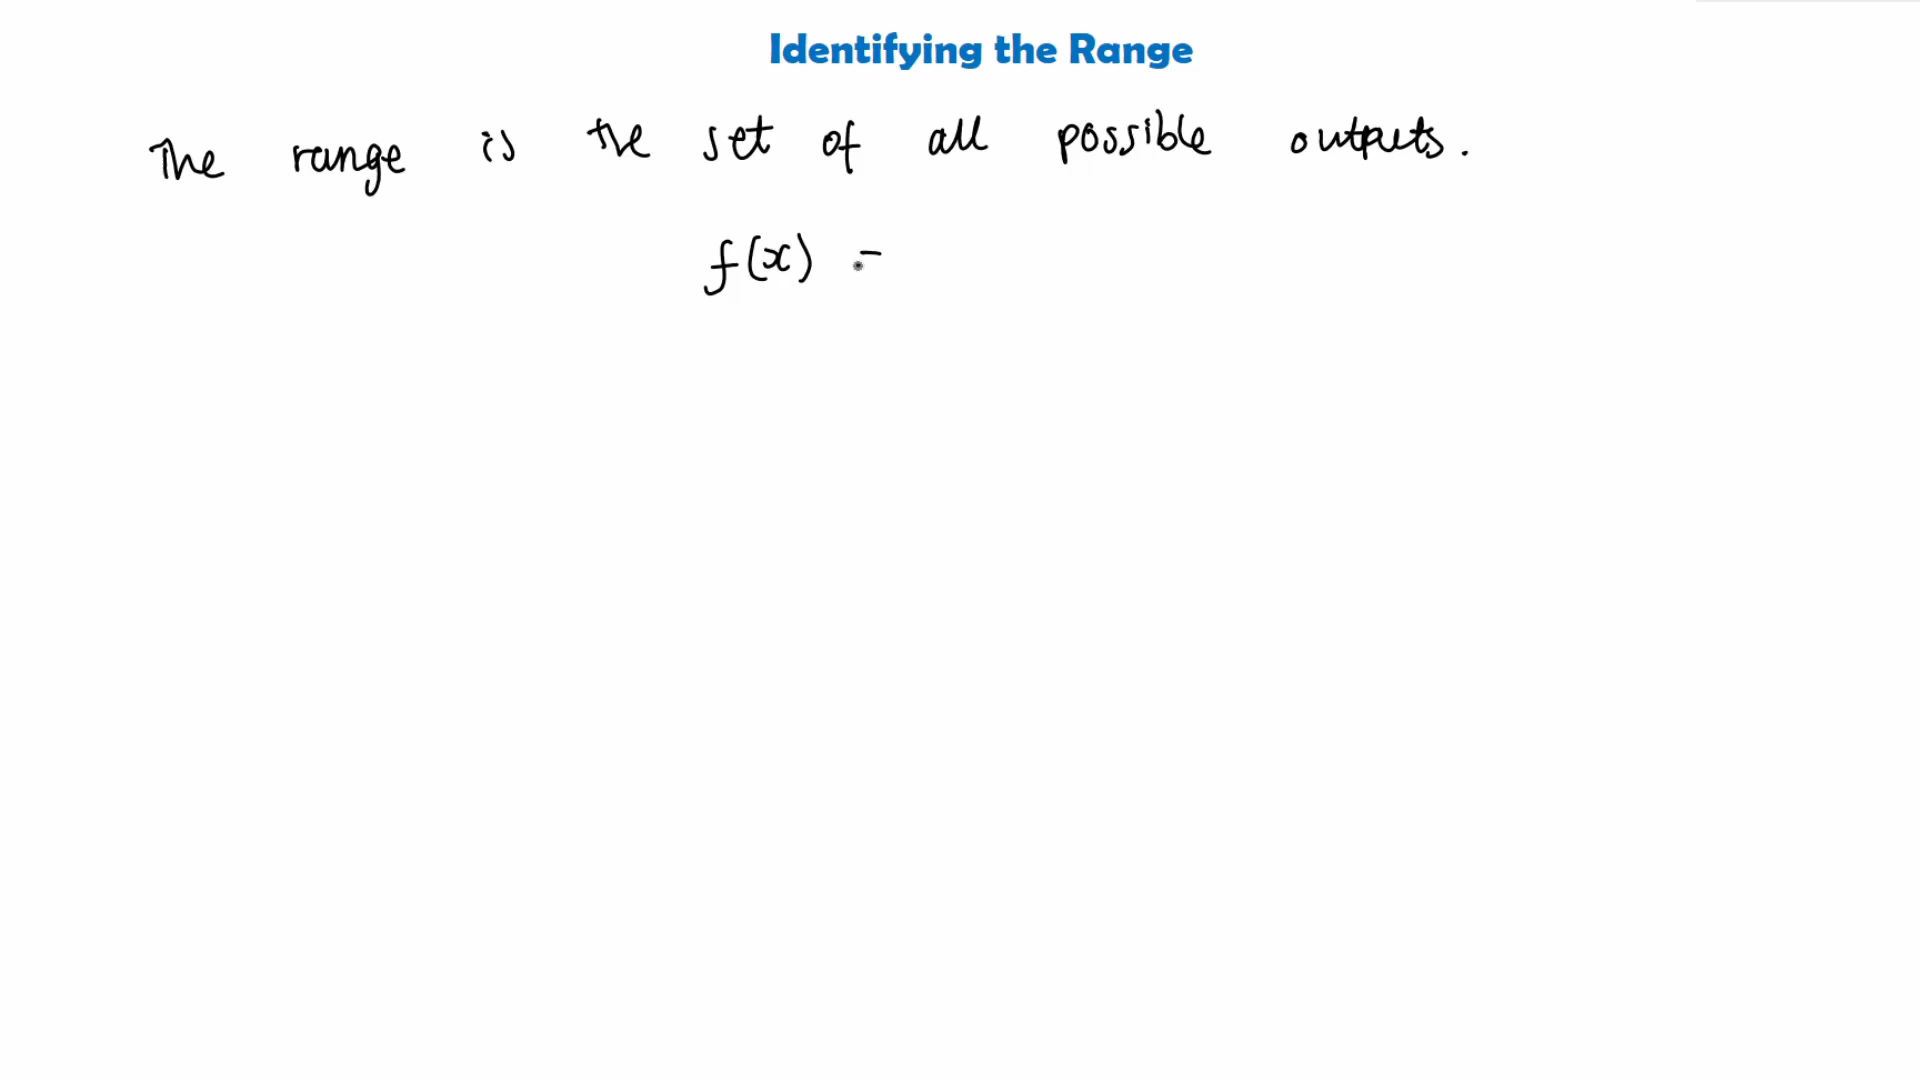 Identifying the Range
The range is the set of all possible outputs.
f(x) =